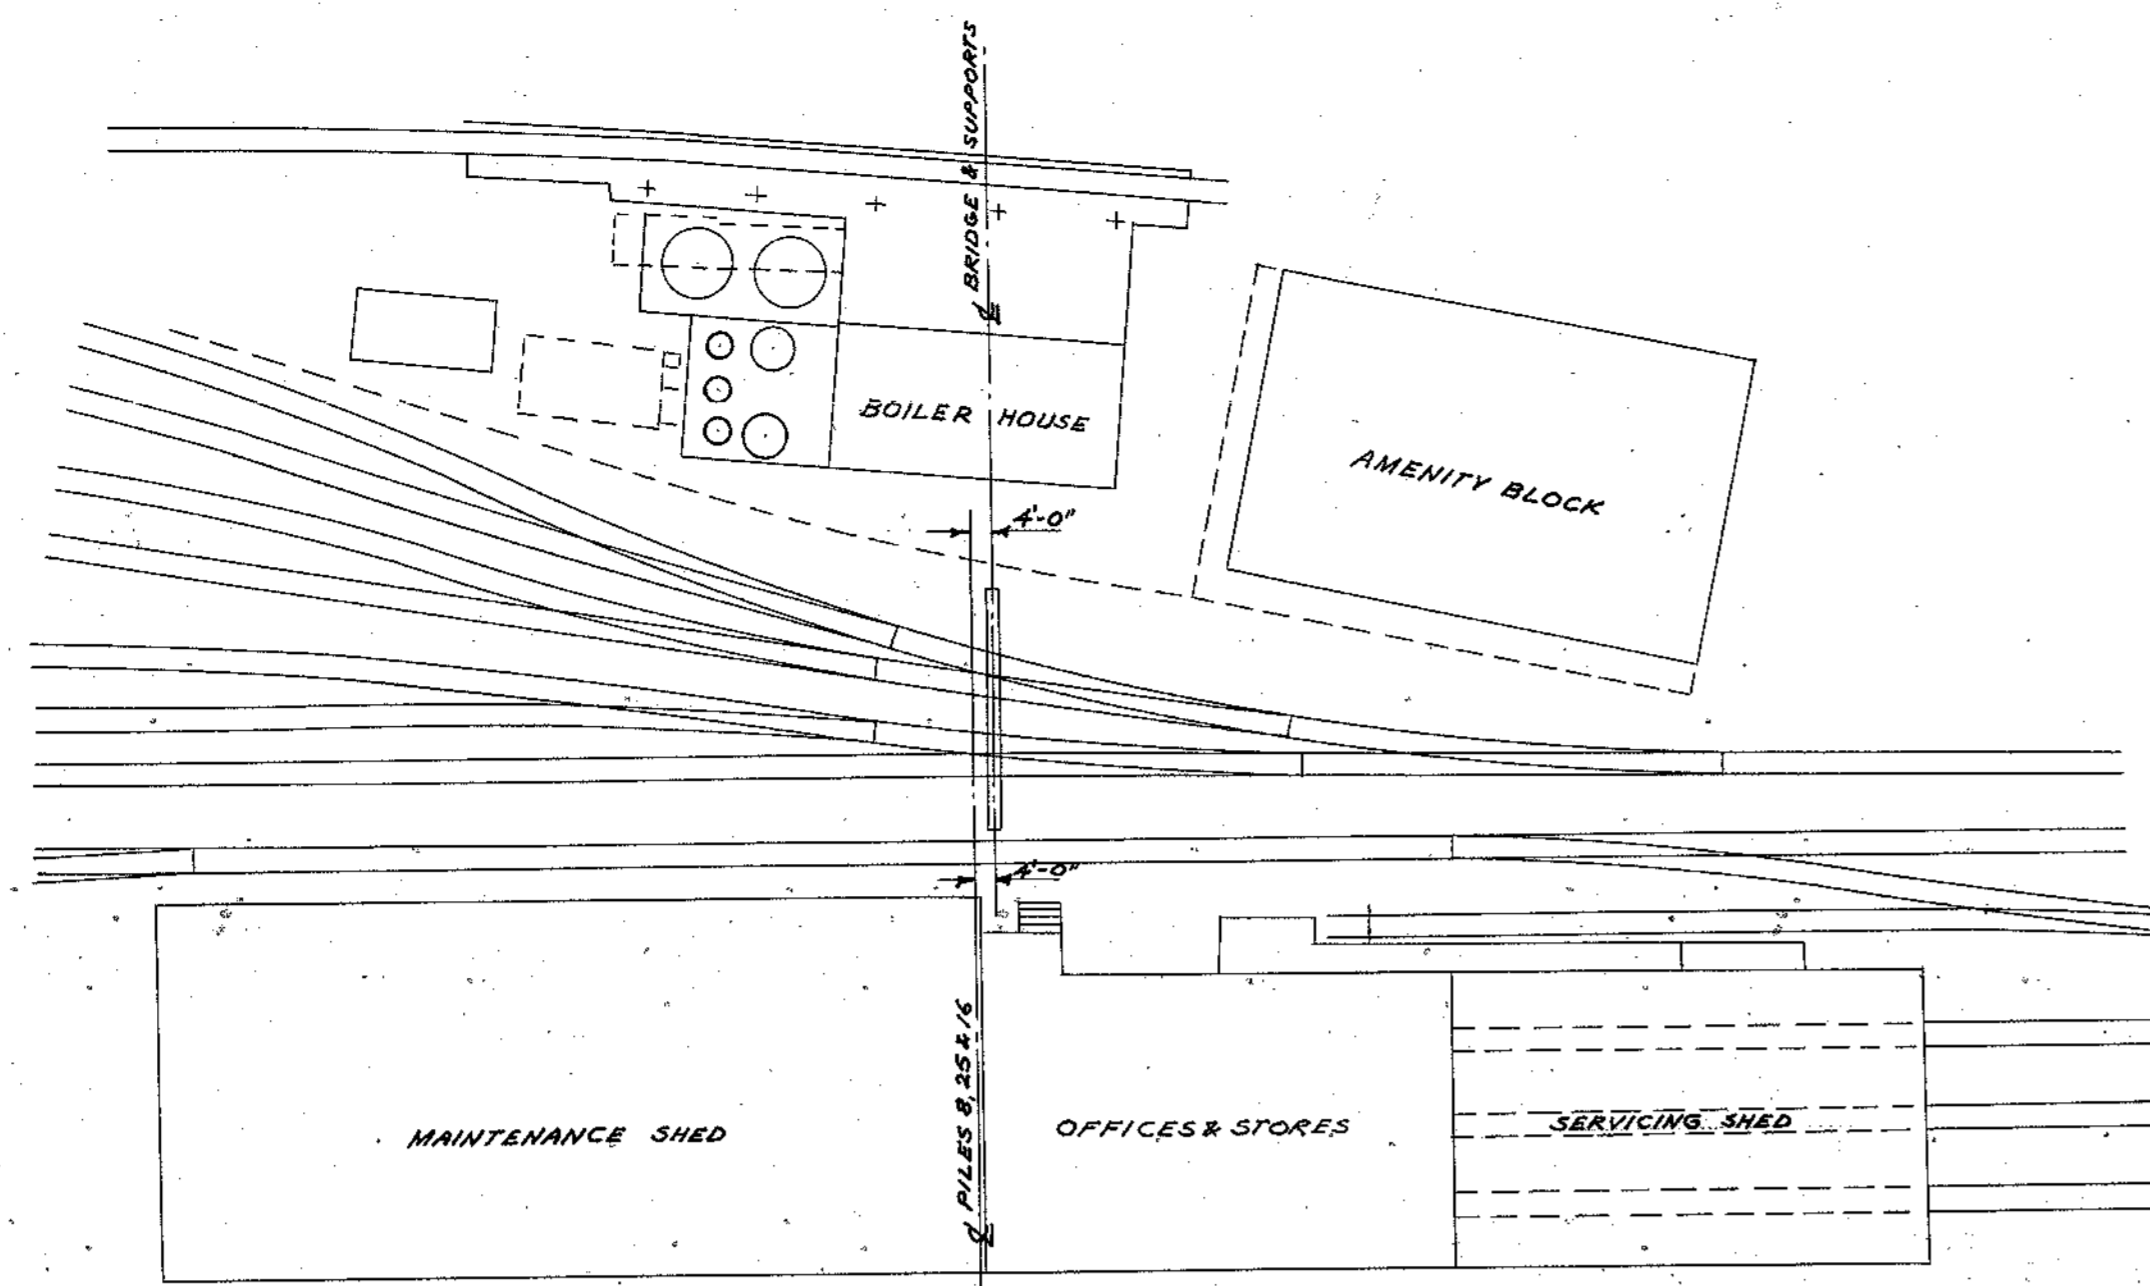 ℄ BRIDGE & SUPPORTS
BOILER HOUSE
AMENITY BLOCK
4'-0"
4'-0"
℄ PILES 8, 25 & 16
MAINTENANCE SHED
OFFICES & STORES
SERVICING SHED